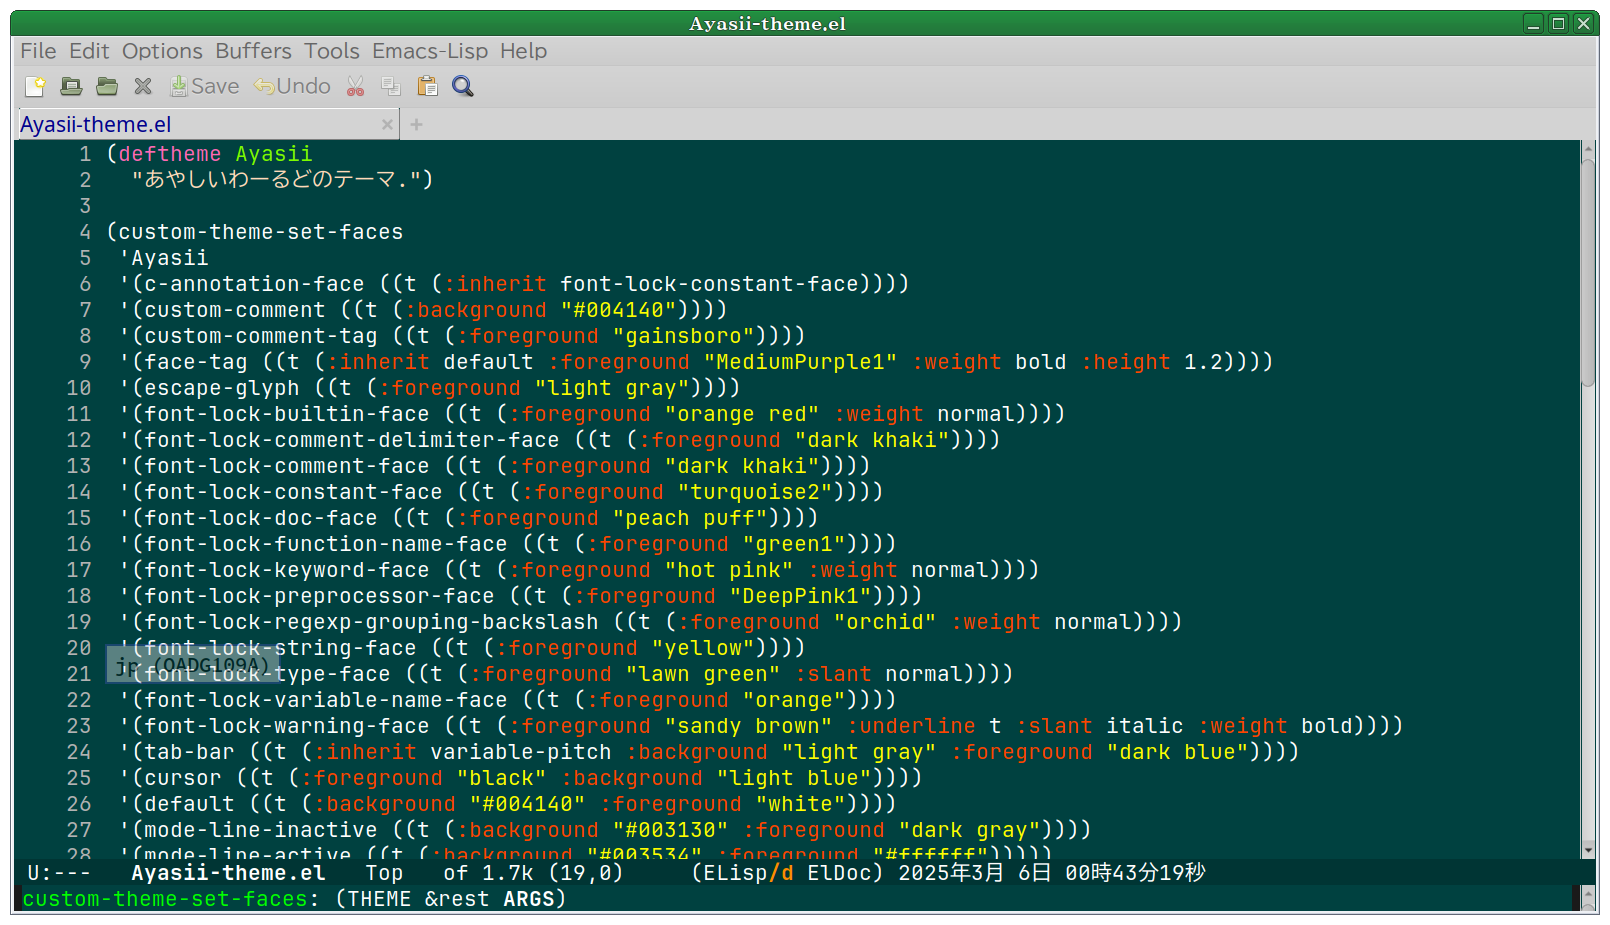 Ayasii-theme.el
File Edit Options Buffers Tools Emacs-Lisp Help
Save Undo
Ayasii-theme.el
1 (deftheme Ayasii
2   "あやしいわーるどのテーマ.")
3
4 (custom-theme-set-faces
5  'Ayasii
6  '(c-annotation-face ((t (:inherit font-lock-constant-face))))
7  '(custom-comment ((t (:background "#004140"))))
8  '(custom-comment-tag ((t (:foreground "gainsboro"))))
9  '(face-tag ((t (:inherit default :foreground "MediumPurple1" :weight bold :height 1.2))))
10  '(escape-glyph ((t (:foreground "light gray"))))
11  '(font-lock-builtin-face ((t (:foreground "orange red" :weight normal))))
12  '(font-lock-comment-delimiter-face ((t (:foreground "dark khaki"))))
13  '(font-lock-comment-face ((t (:foreground "dark khaki"))))
14  '(font-lock-constant-face ((t (:foreground "turquoise2"))))
15  '(font-lock-doc-face ((t (:foreground "peach puff"))))
16  '(font-lock-function-name-face ((t (:foreground "green1"))))
17  '(font-lock-keyword-face ((t (:foreground "hot pink" :weight normal))))
18  '(font-lock-preprocessor-face ((t (:foreground "DeepPink1"))))
19  '(font-lock-regexp-grouping-backslash ((t (:foreground "orchid" :weight normal))))
20  '(font-lock-string-face ((t (:foreground "yellow"))))
jp (OADG109A)
21  '(font-lock-type-face ((t (:foreground "lawn green" :slant normal))))
22  '(font-lock-variable-name-face ((t (:foreground "orange"))))
23  '(font-lock-warning-face ((t (:foreground "sandy brown" :underline t :slant italic :weight bold))))
24  '(tab-bar ((t (:inherit variable-pitch :background "light gray" :foreground "dark blue"))))
25  '(cursor ((t (:foreground "black" :background "light blue"))))
26  '(default ((t (:background "#004140" :foreground "white"))))
27  '(mode-line-inactive ((t (:background "#003130" :foreground "dark gray"))))
28  '(mode-line-active ((t (:background "#003534" :foreground "#ffffff")))))
U:---   Ayasii-theme.el   Top   of 1.7k (19,0)     (ELisp/d ElDoc) 2025年3月 6日 00時43分19秒
custom-theme-set-faces: (THEME &rest ARGS)